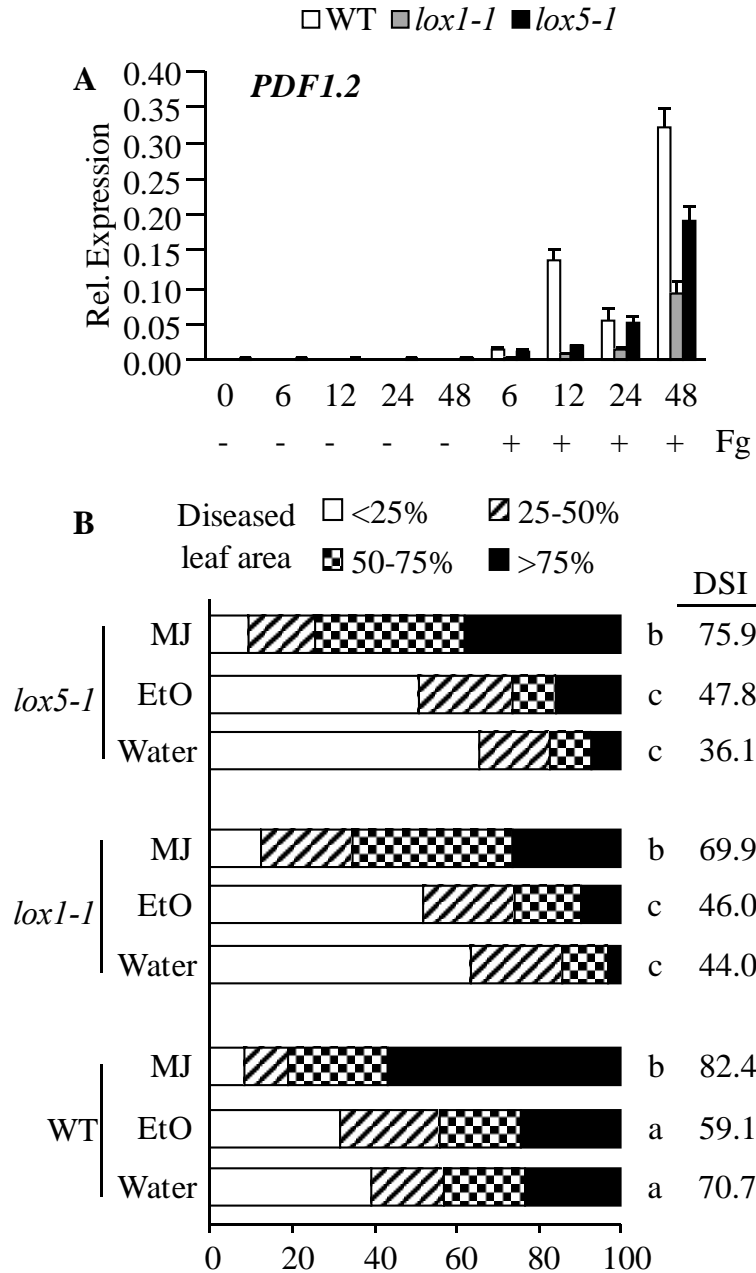 WT lox1-1 lox5-1
A PDF1.2
Rel. Expression
0.40
0.35
0.30
0.25
0.20
0.15
0.10
0.05
0.00
0 6 12 24 48 6 12 24 48
- - - - - + + + + Fg
B Diseased leaf area
<25% 25-50%
50-75% >75%
DSI
lox5-1
MJ b 75.9
EtO c 47.8
Water c 36.1
lox1-1
MJ b 69.9
EtO c 46.0
Water c 44.0
WT
MJ b 82.4
EtO a 59.1
Water a 70.7
0 20 40 60 80 100